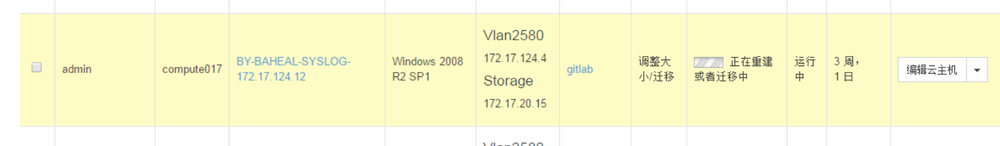 admin
compute017
BY-BAHEAL-SYSLOG-
172.17.124.12
Windows 2008
R2 SP1
Vlan2580
172.17.124.4
Storage
172.17.20.15
gitlab
调整大
小/迁移
正在重建
或者迁移中
运行
中
3 周，
1 日
编辑云主机